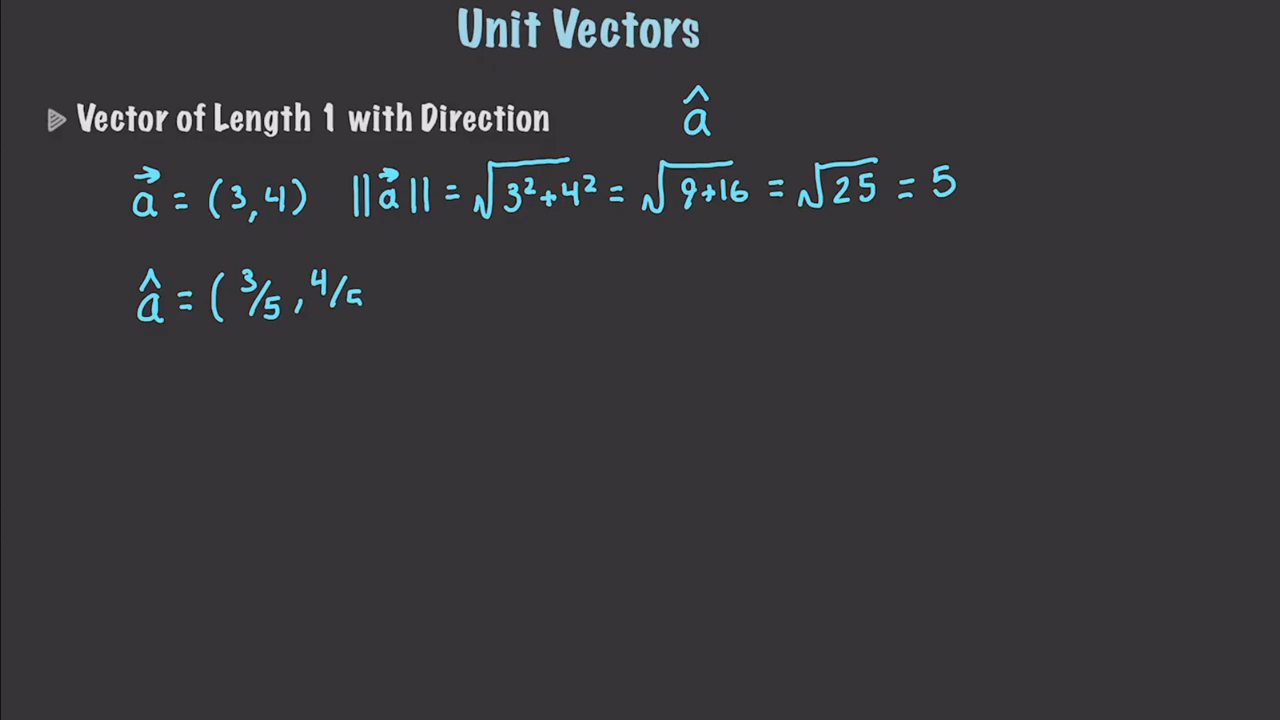 Unit Vectors
Vector of Length 1 with Direction â
a⃗ = (3,4) ||a⃗|| = √(3²+4²) = √(9+16) = √25 = 5
â = ( 3/5 , 4/5